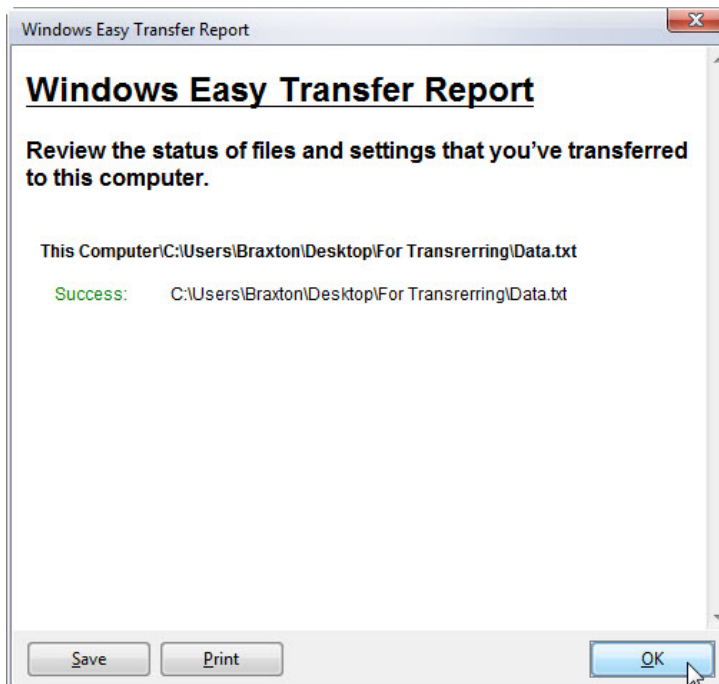 Windows Easy Transfer Report
Windows Easy Transfer Report
Review the status of files and settings that you’ve transferred
to this computer.
This Computer\C:\Users\Braxton\Desktop\For Transrerring\Data.txt
Success: C:\Users\Braxton\Desktop\For Transrerring\Data.txt
Save Print OK